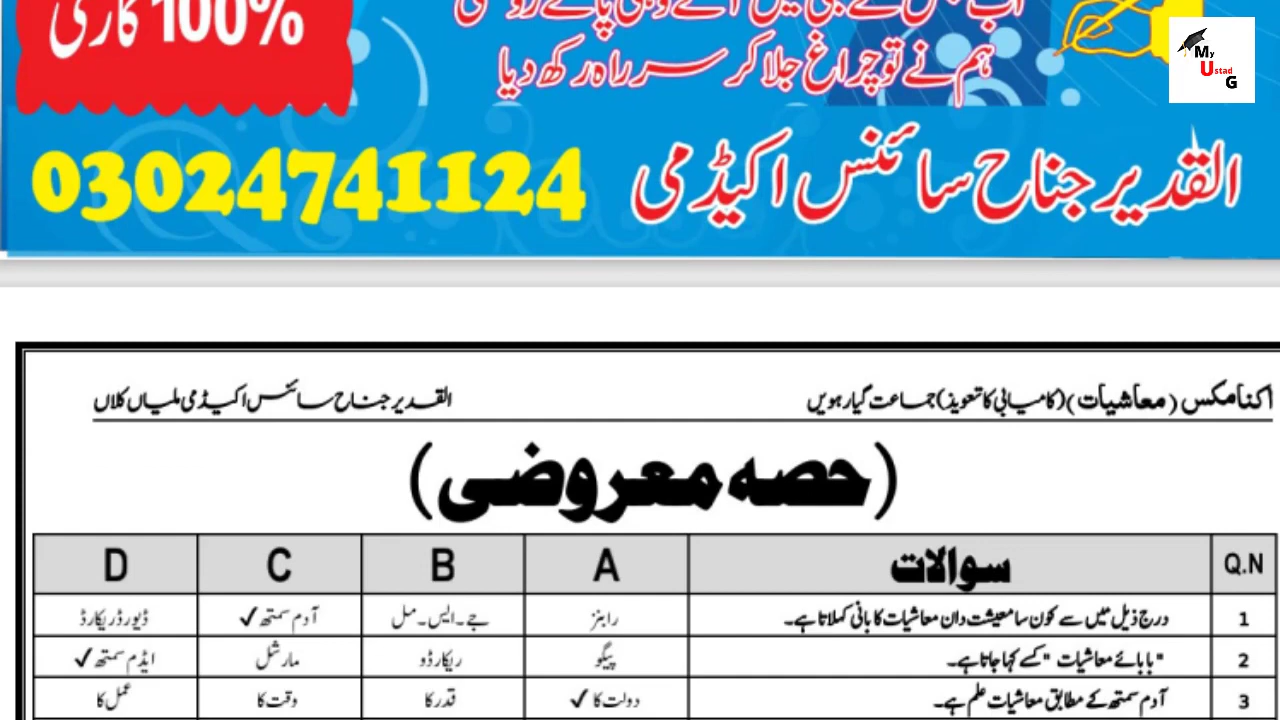 100% گاری
ہم نے تو چراغ جلا کر سر راہ رکھ دیا
My
Ustad
G
القدیر جناح سائنس اکیڈمی 03024741124
اکنامکس (معاشیات)(کامیابی کا تعویذ) جماعت گیارہویں القدیر جناح سائنس اکیڈمی ملیاں کلاں
(حصہ معروضی)
Q.N سوالات A B C D
1 درج ذیل میں سے کون سا معیشت دان معاشیات کا بانی کہلاتا ہے۔ رابنز جے۔ایس۔مل آدم سمتھ ✓ ڈیورڈ ریکارڈ
2 "بابائے معاشیات" کسے کہا جاتا ہے۔ پیگو ریکارڈو مارشل ایڈم سمتھ ✓
3 آدم سمتھ کے مطابق معاشیات علم ہے۔ دولت کا ✓ قدر کا وقت کا عمل کا